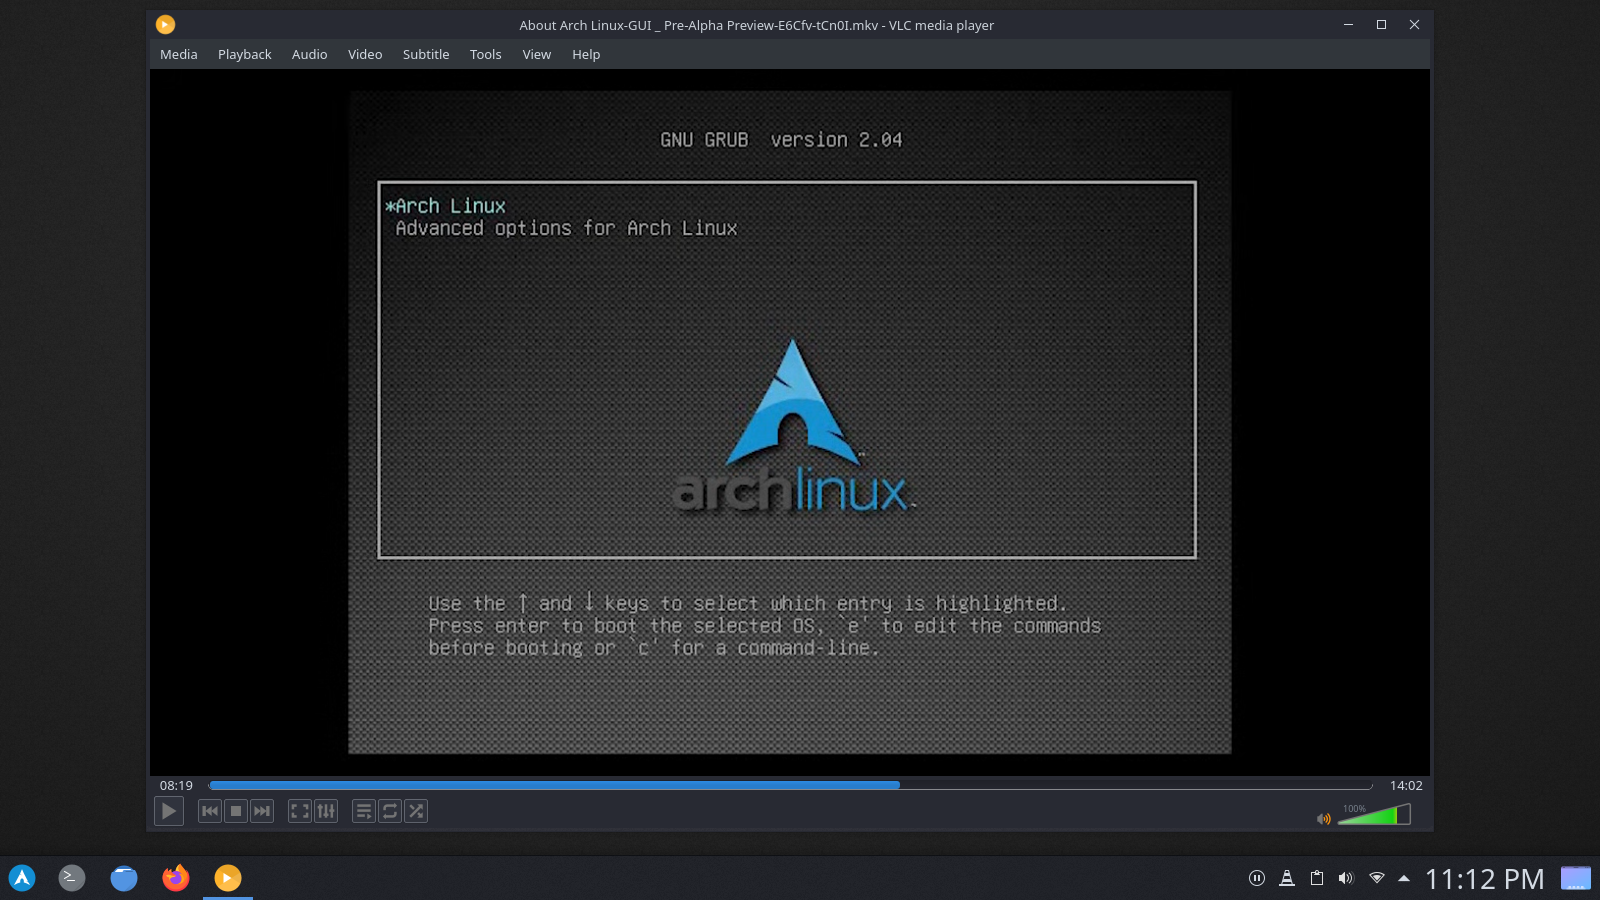 About Arch Linux-GUI _ Pre-Alpha Preview-E6Cfv-tCn0I.mkv - VLC media player
Media Playback Audio Video Subtitle Tools View Help
GNU GRUB version 2.04
*Arch Linux
Advanced options for Arch Linux
archlinux
Use the ↑ and ↓ keys to select which entry is highlighted.
Press enter to boot the selected OS, `e' to edit the commands
before booting or `c' for a command-line.
08:19 14:02
100%
11:12 PM